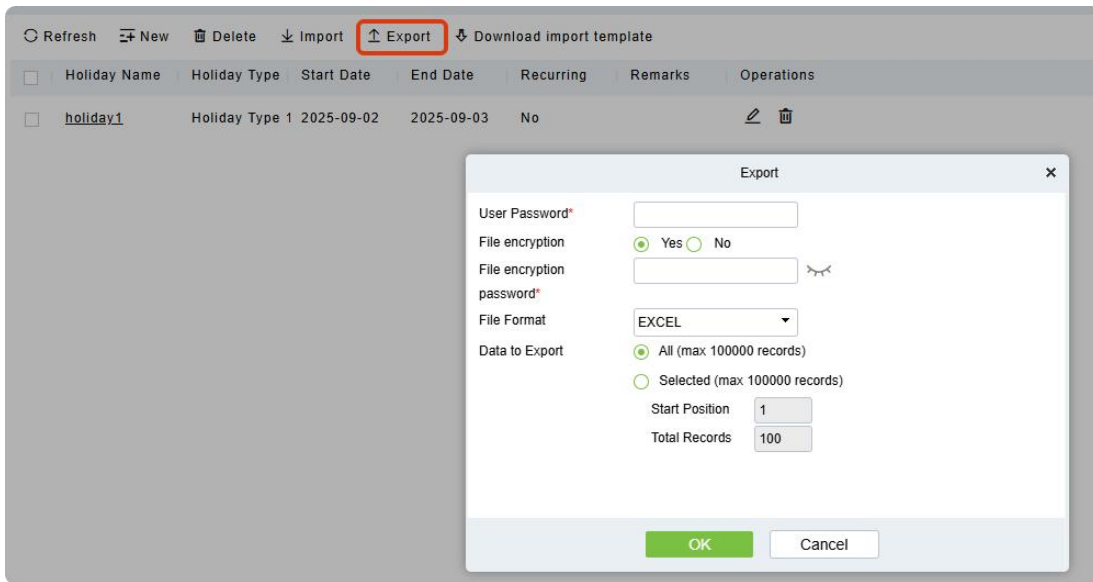 Refresh New Delete Import Export Download import template
Holiday Name Holiday Type Start Date End Date Recurring Remarks Operations
holiday1 Holiday Type 1 2025-09-02 2025-09-03 No
Export
User Password*
File encryption Yes No
File encryption
password*
File Format EXCEL
Data to Export All (max 100000 records)
Selected (max 100000 records)
Start Position 1
Total Records 100
OK Cancel